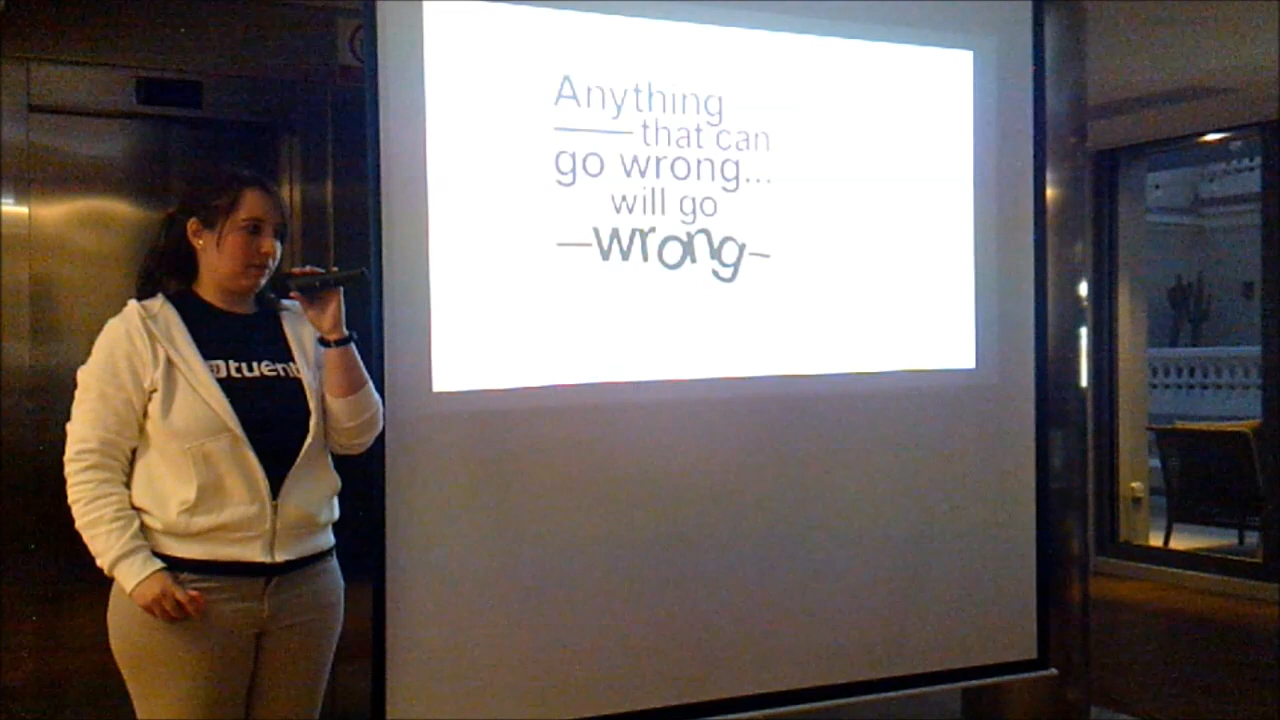 Anything
that can
go wrong...
will go
wrong
tuenti